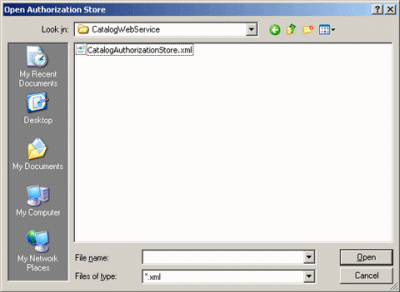 Open Authorization Store
Look in:
CatalogWebService
CatalogAuthorizationStore.xml
My Recent
Documents
Desktop
My Documents
My Computer
My Network
Places
File name:
Open
Files of type:
*.xml
Cancel